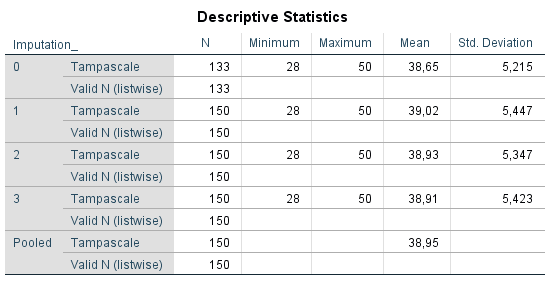 Descriptive Statistics
Imputation_ N Minimum Maximum Mean Std. Deviation
0 Tampascale 133 28 50 38,65 5,215
Valid N (listwise) 133
1 Tampascale 150 28 50 39,02 5,447
Valid N (listwise) 150
2 Tampascale 150 28 50 38,93 5,347
Valid N (listwise) 150
3 Tampascale 150 28 50 38,91 5,423
Valid N (listwise) 150
Pooled Tampascale 150 38,95
Valid N (listwise) 150